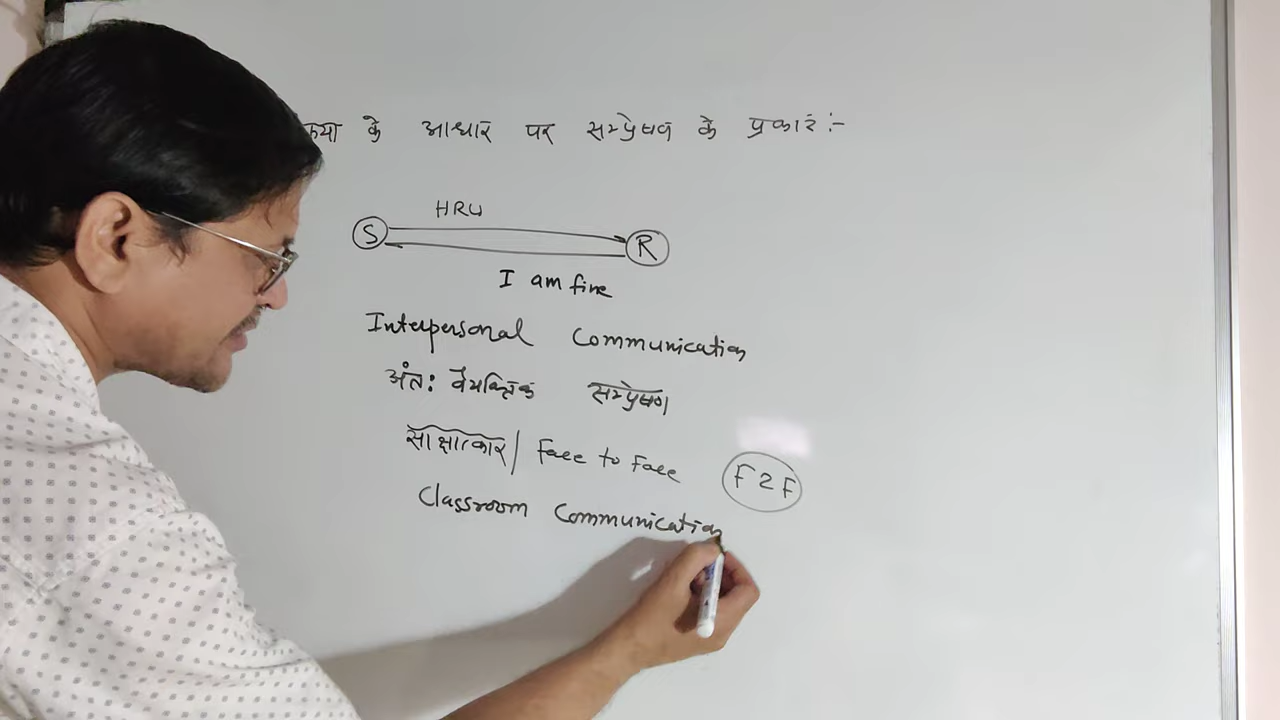 के आधार पर सम्प्रेषण के प्रकार :-
HRU
S R
I am fine
Interpersonal Communication
अंत: वैयक्तिक सम्प्रेषण
साक्षात्कार / Face to Face F 2 F
Classroom Communication